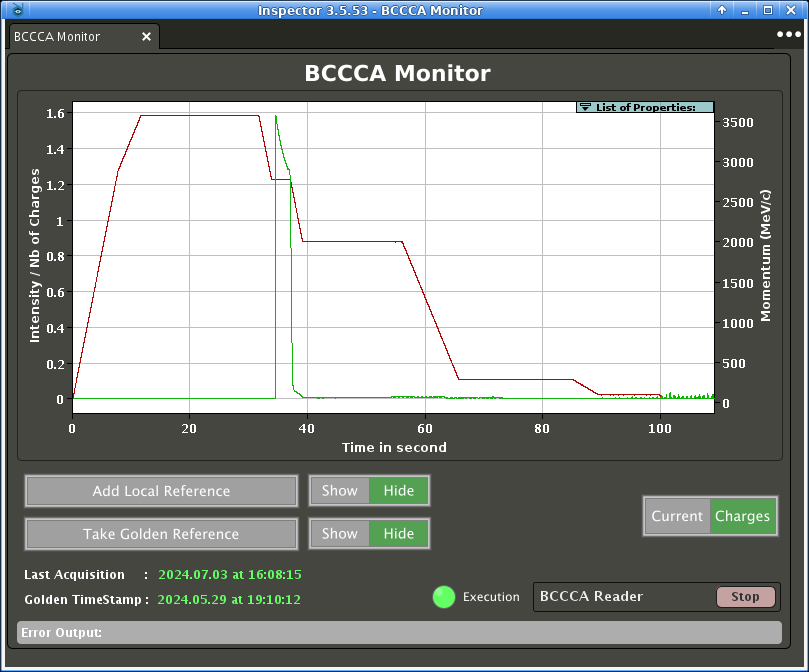 Inspector 3.5.53 - BCCCA Monitor
BCCCA Monitor
BCCCA Monitor
List of Properties:
1.6
1.4
1.2
1
0.8
0.6
0.4
0.2
0
Intensity / Nb of Charges
3500
3000
2500
2000
1500
1000
500
0
Momentum (MeV/c)
0 20 40 60 80 100
Time in second
Add Local Reference Show Hide
Current Charges
Take Golden Reference Show Hide
Last Acquisition : 2024.07.03 at 16:08:15
Golden TimeStamp : 2024.05.29 at 19:10:12
Execution BCCCA Reader Stop
Error Output: